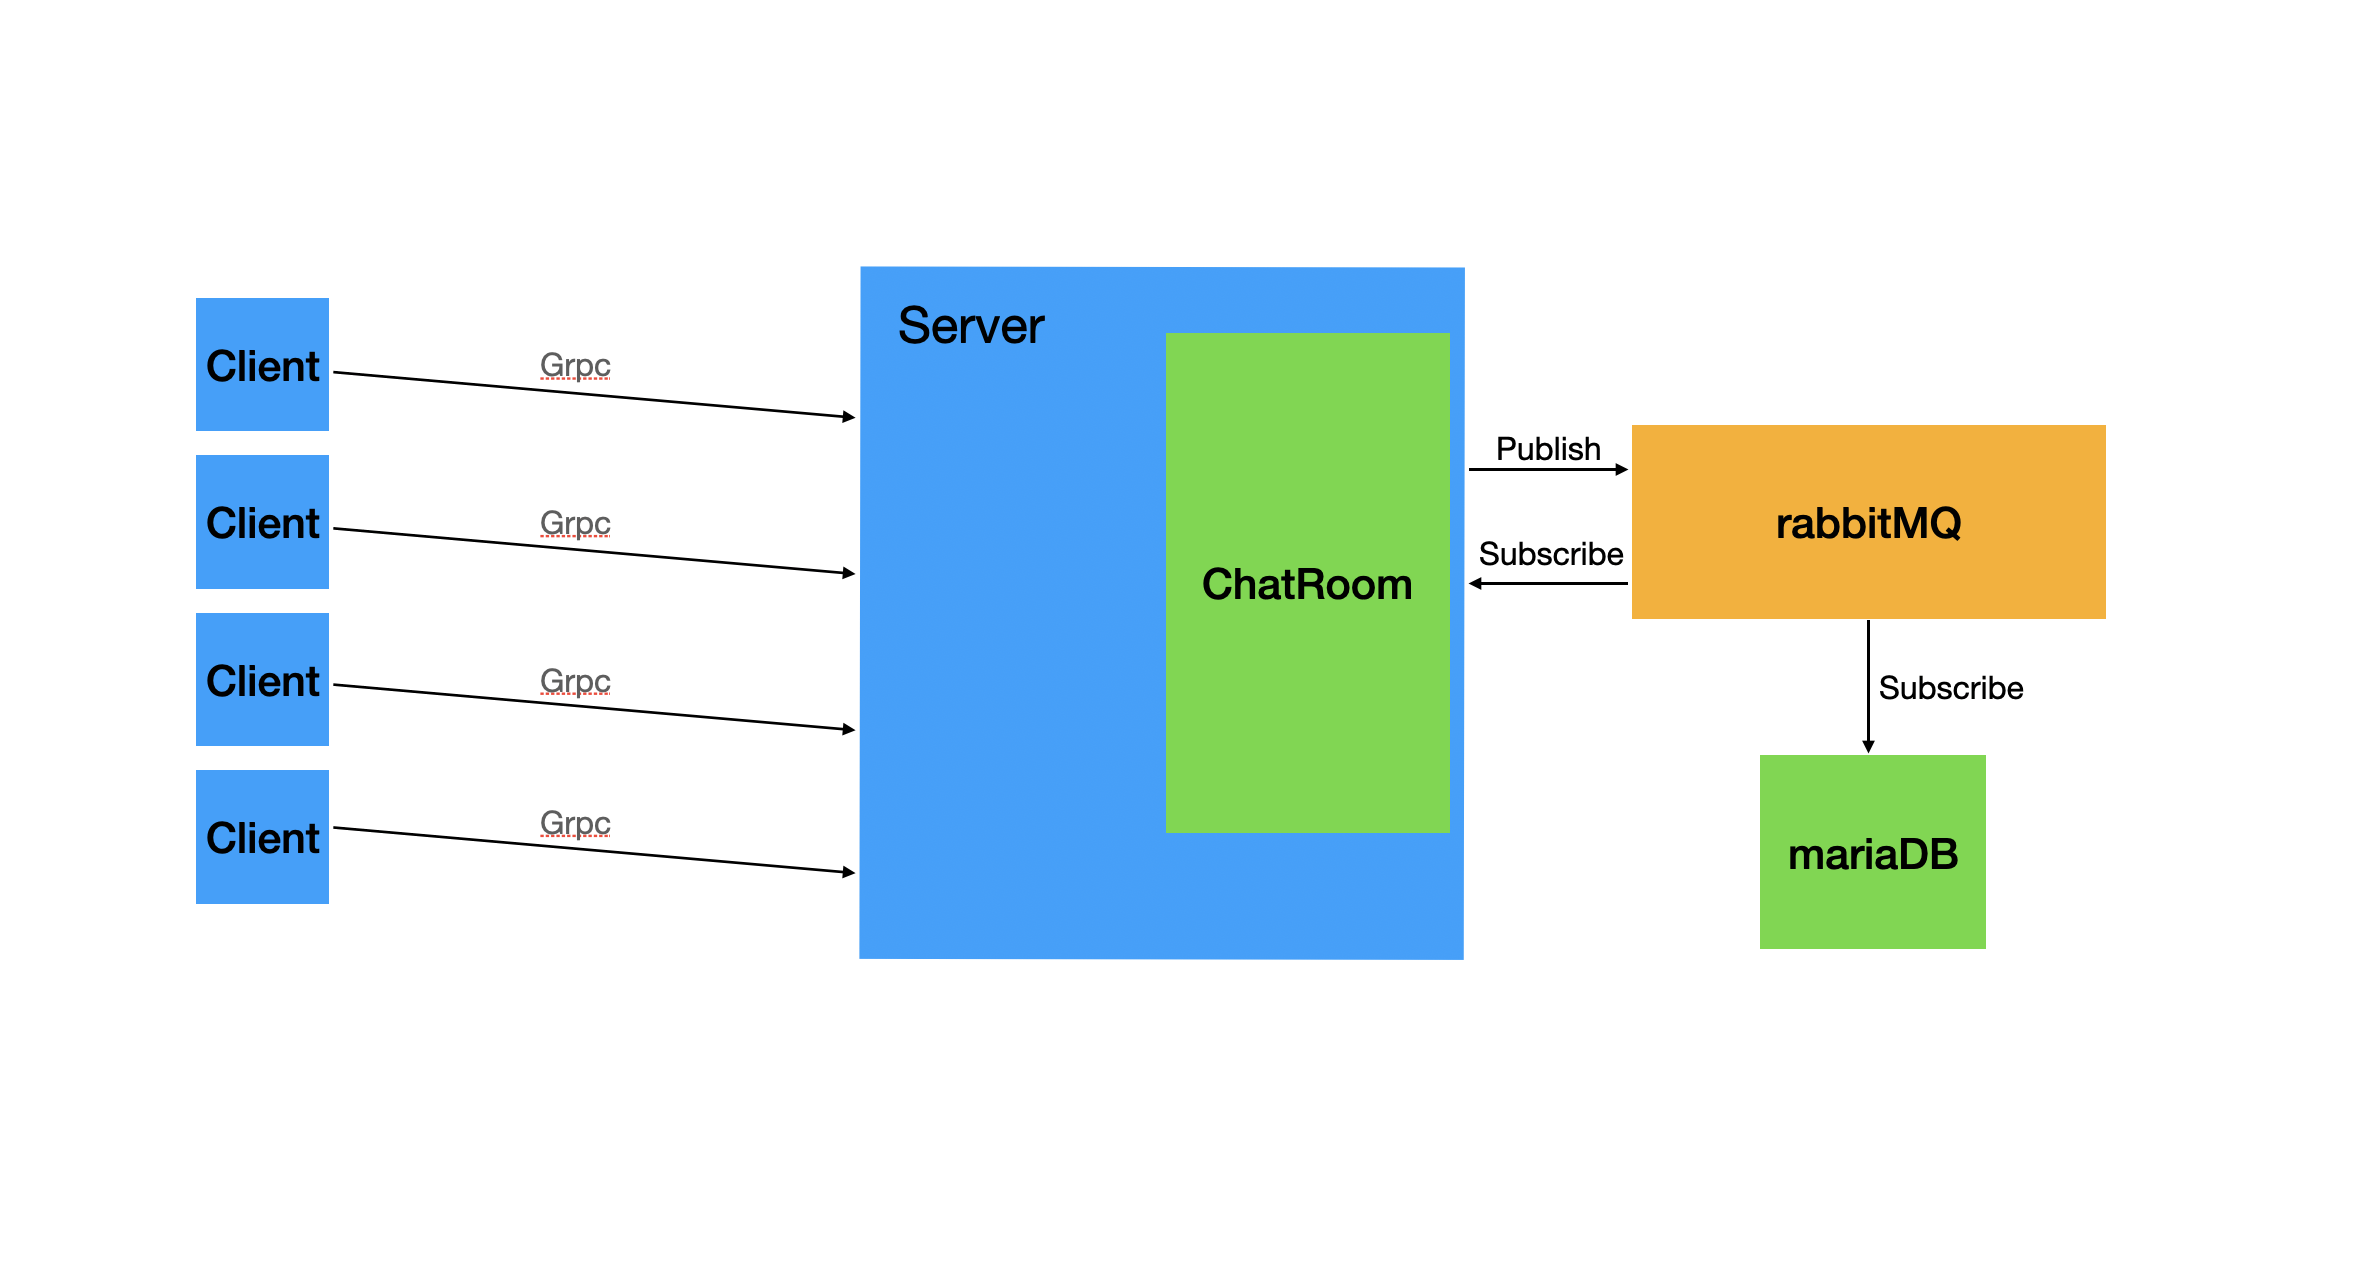 Client
Grpc
Client
Grpc
Client
Grpc
Client
Grpc
Server
ChatRoom
Publish
Subscribe
rabbitMQ
Subscribe
mariaDB